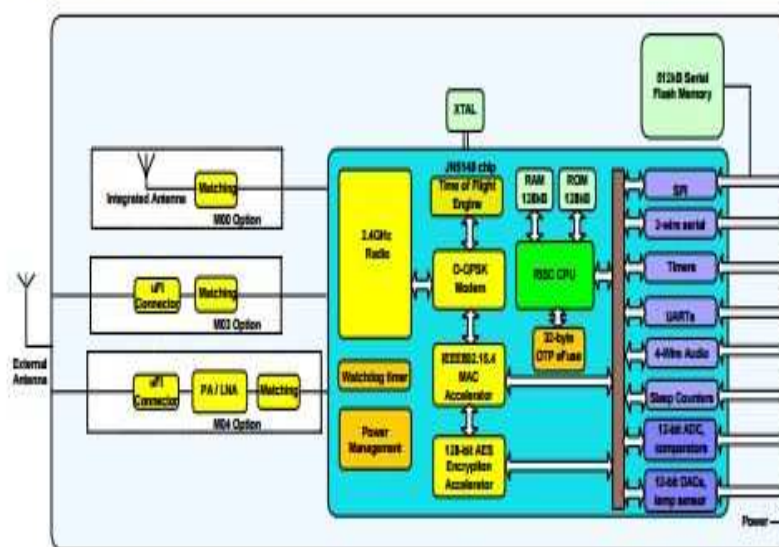 512kB Serial
Flash Memory
XTAL
JN5148 chip
Time of Flight
Engine
RAM
128kB
ROM
128kB
Integrated Antenna
Matching
M00 Option
2.4GHz
Radio
O-QPSK
Modem
RISC CPU
SPI
2-wire serial
Timers
UARTs
4-Wire Audio
Sleep Counters
12-bit ADC,
comparators
12-bit DACs,
temp sensor
uFl
Connector
Matching
M03 Option
External
Antenna
uFl
Connector
PA / LNA
Matching
M04 Option
32-byte
OTP eFuse
IEEE802.15.4
MAC
Accelerator
Watchdog timer
Power
Management
128-bit AES
Encryption
Accelerator
Power